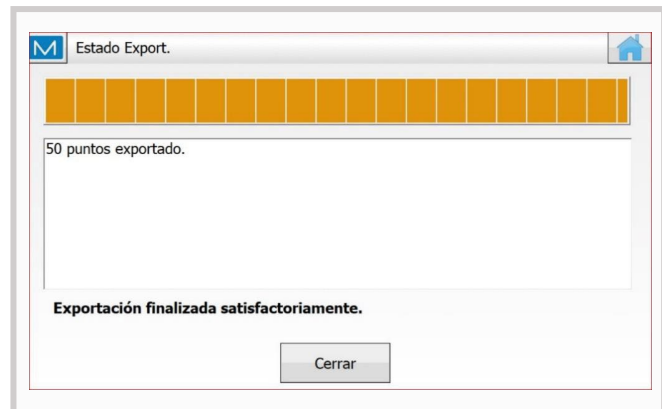 Estado Export.
50 puntos exportado.
Exportación finalizada satisfactoriamente.
Cerrar